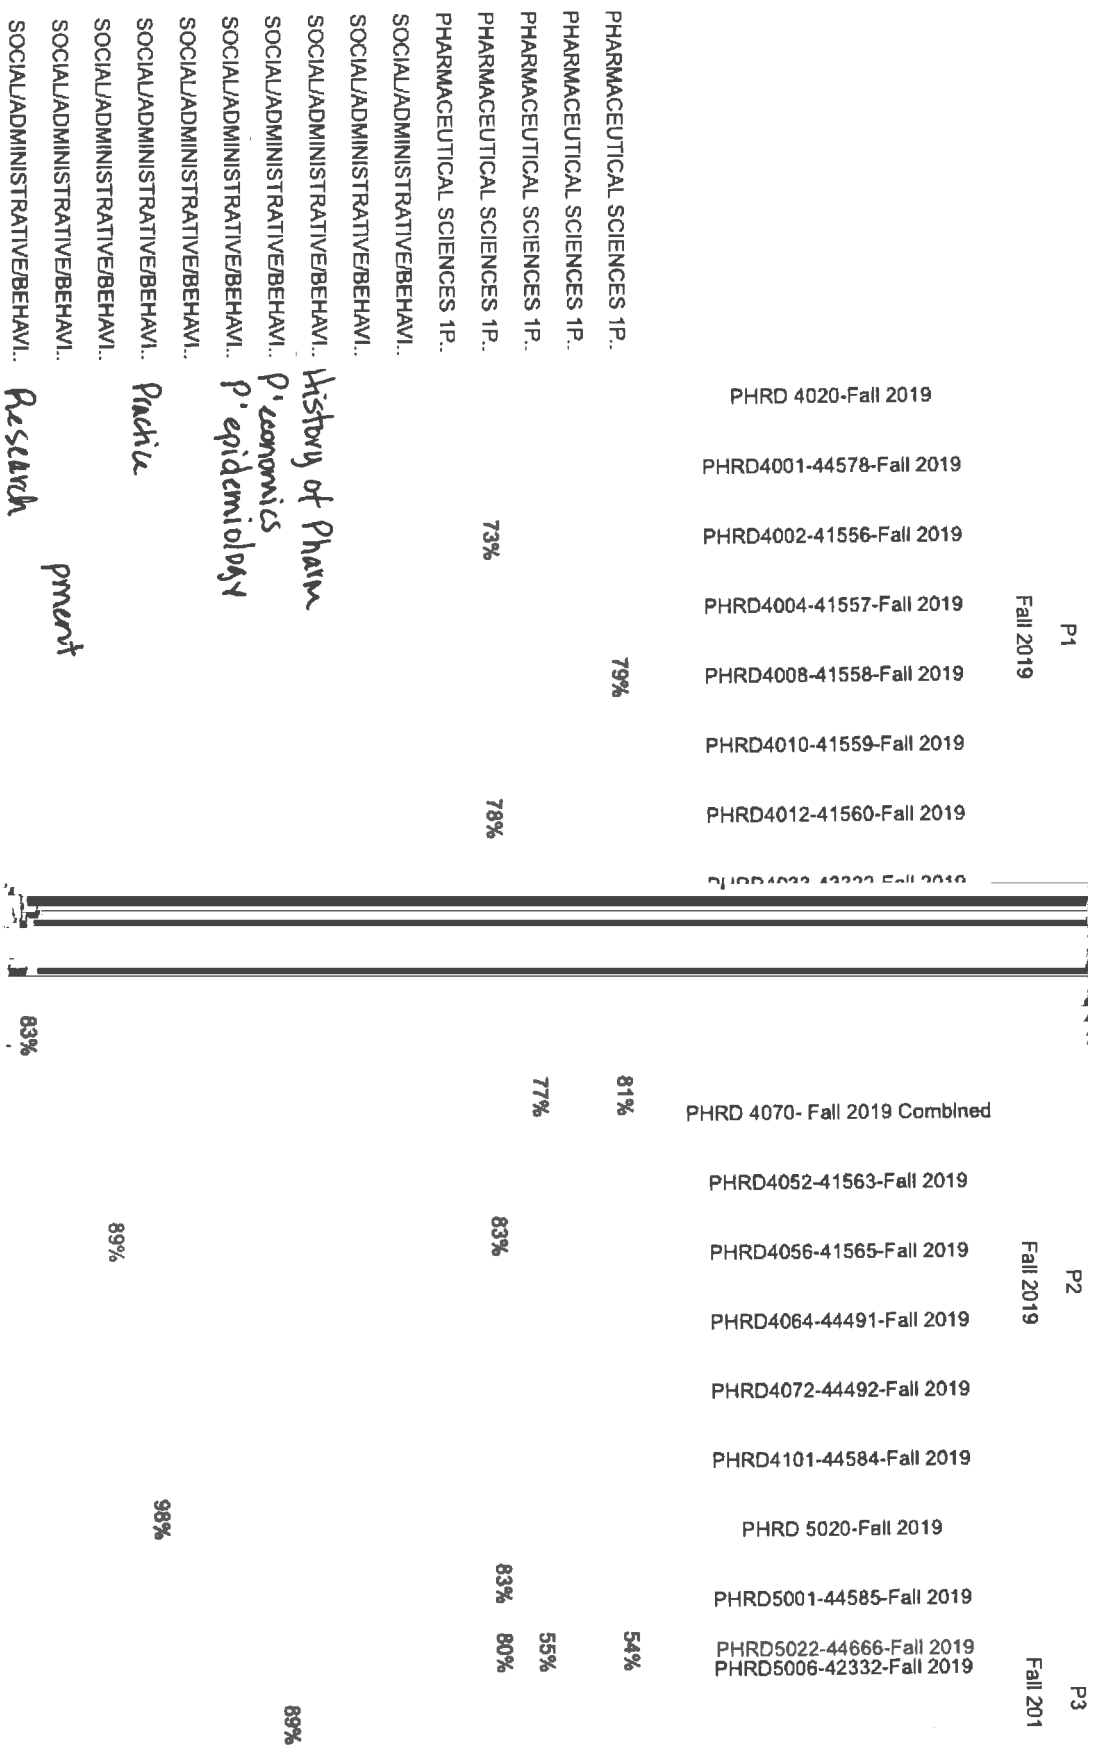 P1
Fall 2019
P2
Fall 2019
P3
Fall 201
PHRD 4020-Fall 2019
PHRD4001-44578-Fall 2019
PHRD4002-41556-Fall 2019
PHRD4004-41557-Fall 2019
PHRD4008-41558-Fall 2019
PHRD4010-41559-Fall 2019
PHRD4012-41560-Fall 2019
PHRD 4070- Fall 2019 Combined
PHRD4052-41563-Fall 2019
PHRD4056-41565-Fall 2019
PHRD4064-44491-Fall 2019
PHRD4072-44492-Fall 2019
PHRD4101-44584-Fall 2019
PHRD 5020-Fall 2019
PHRD5001-44585-Fall 2019
PHRD5022-44666-Fall 2019
PHRD5006-42332-Fall 2019
PHARMACEUTICAL SCIENCES 1P.. 79% 81% 54%
PHARMACEUTICAL SCIENCES 1P..
PHARMACEUTICAL SCIENCES 1P.. 77% 55%
PHARMACEUTICAL SCIENCES 1P.. 73% 78% 83% 83% 80%
PHARMACEUTICAL SCIENCES 1P..
SOCIAL/ADMINISTRATIVE/BEHAVI..
SOCIAL/ADMINISTRATIVE/BEHAVI..
SOCIAL/ADMINISTRATIVE/BEHAVI.. History of Pharm 89%
SOCIAL/ADMINISTRATIVE/BEHAVI.. P'economics
SOCIAL/ADMINISTRATIVE/BEHAVI.. P'epidemiology
SOCIAL/ADMINISTRATIVE/BEHAVI.. 98%
SOCIAL/ADMINISTRATIVE/BEHAVI.. Practice
SOCIAL/ADMINISTRATIVE/BEHAVI.. 89%
SOCIAL/ADMINISTRATIVE/BEHAVI.. pment
SOCIAL/ADMINISTRATIVE/BEHAVI.. Research 83%